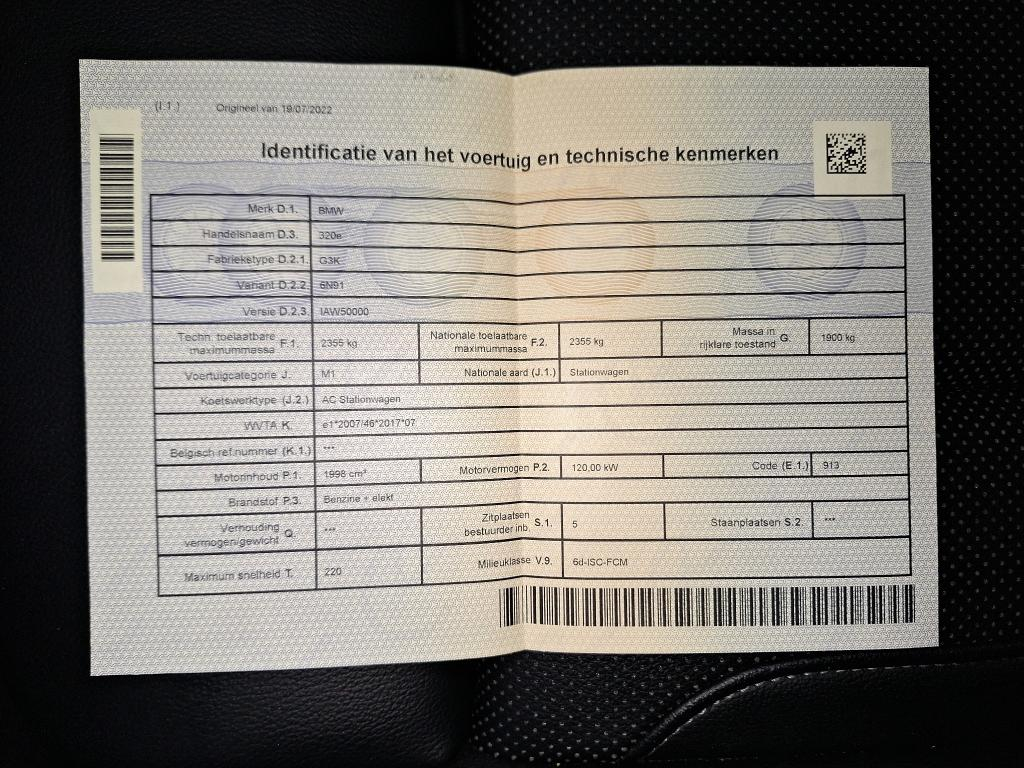 (I.1.) Origineel van 19/07/2022
Identificatie van het voertuig en technische kenmerken
Merk D.1. BMW
Handelsnaam D.3. 320e
Fabriekstype D.2.1. G3K
Variant D.2.2. 6N91
Versie D.2.3. IAW50000
Techn. toelaatbare maximummassa F.1. 2355 kg Nationale toelaatbare maximummassa F.2. 2355 kg Massa in rijklare toestand G. 1900 kg
Voertuigcategorie J. M1 Nationale aard (J.1.) Stationwagen
Koetswerktype (J.2.) AC Stationwagen
WVTA K. e1*2007/46*2017*07
Belgisch ref.nummer (K.1.) ***
Motorinhoud P.1. 1998 cm³ Motorvermogen P.2. 120,00 kW Code (E.1.) 913
Brandstof P.3. Benzine + elekt
Verhouding vermogen/gewicht Q. *** Zitplaatsen bestuurder inb. S.1. 5 Staanplaatsen S.2. ***
Maximum snelheid T. 220 Milieuklasse V.9. 6d-ISC-FCM